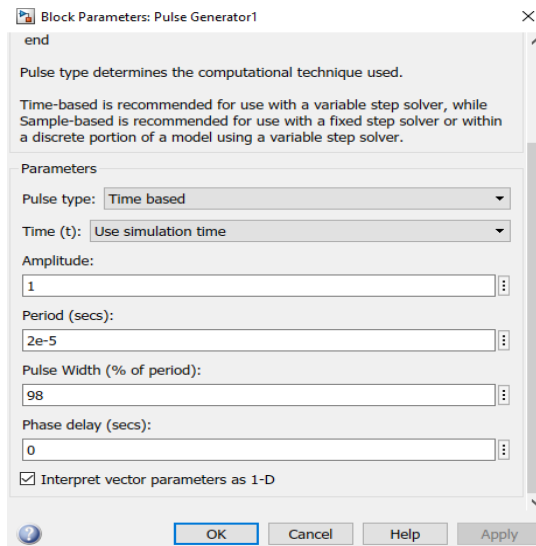 Block Parameters: Pulse Generator1
end
Pulse type determines the computational technique used.
Time-based is recommended for use with a variable step solver, while
Sample-based is recommended for use with a fixed step solver or within
a discrete portion of a model using a variable step solver.
Parameters
Pulse type: Time based
Time (t): Use simulation time
Amplitude:
1
Period (secs):
2e-5
Pulse Width (% of period):
98
Phase delay (secs):
0
Interpret vector parameters as 1-D
OK Cancel Help Apply